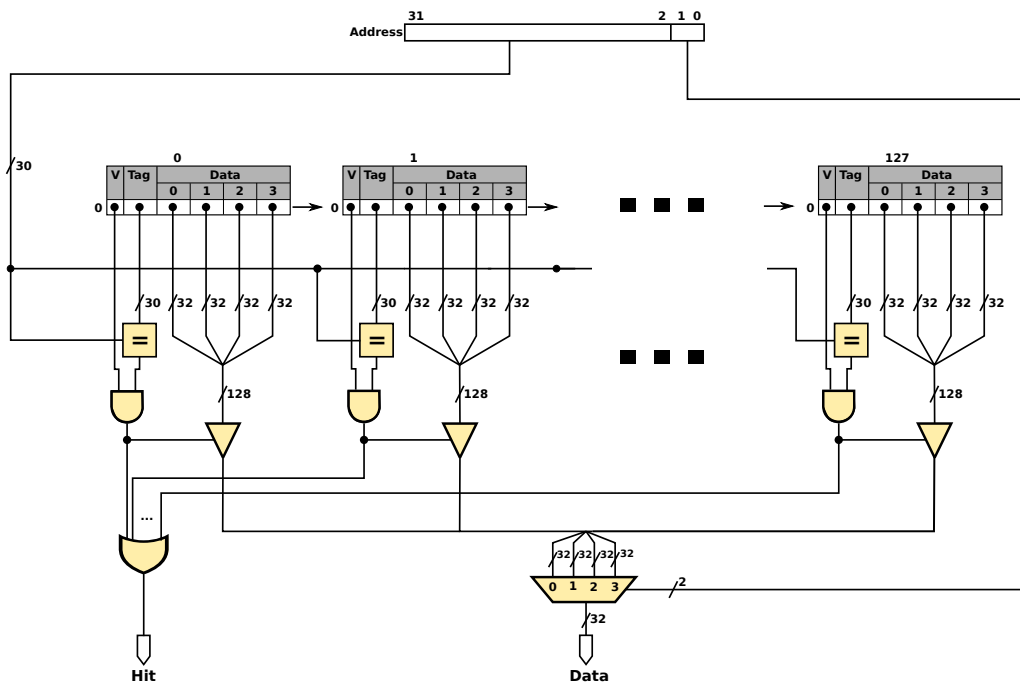 31 2 1 0
Address
30
0 1 127
V Tag Data V Tag Data V Tag Data
0 1 2 3 0 1 2 3 0 1 2 3
0 0 0
30 32 32 32 32 30 32 32 32 32 30 32 32 32 32
= = =
128 128 128
...
32 32 32 32
0 1 2 3
2
32
Hit Data